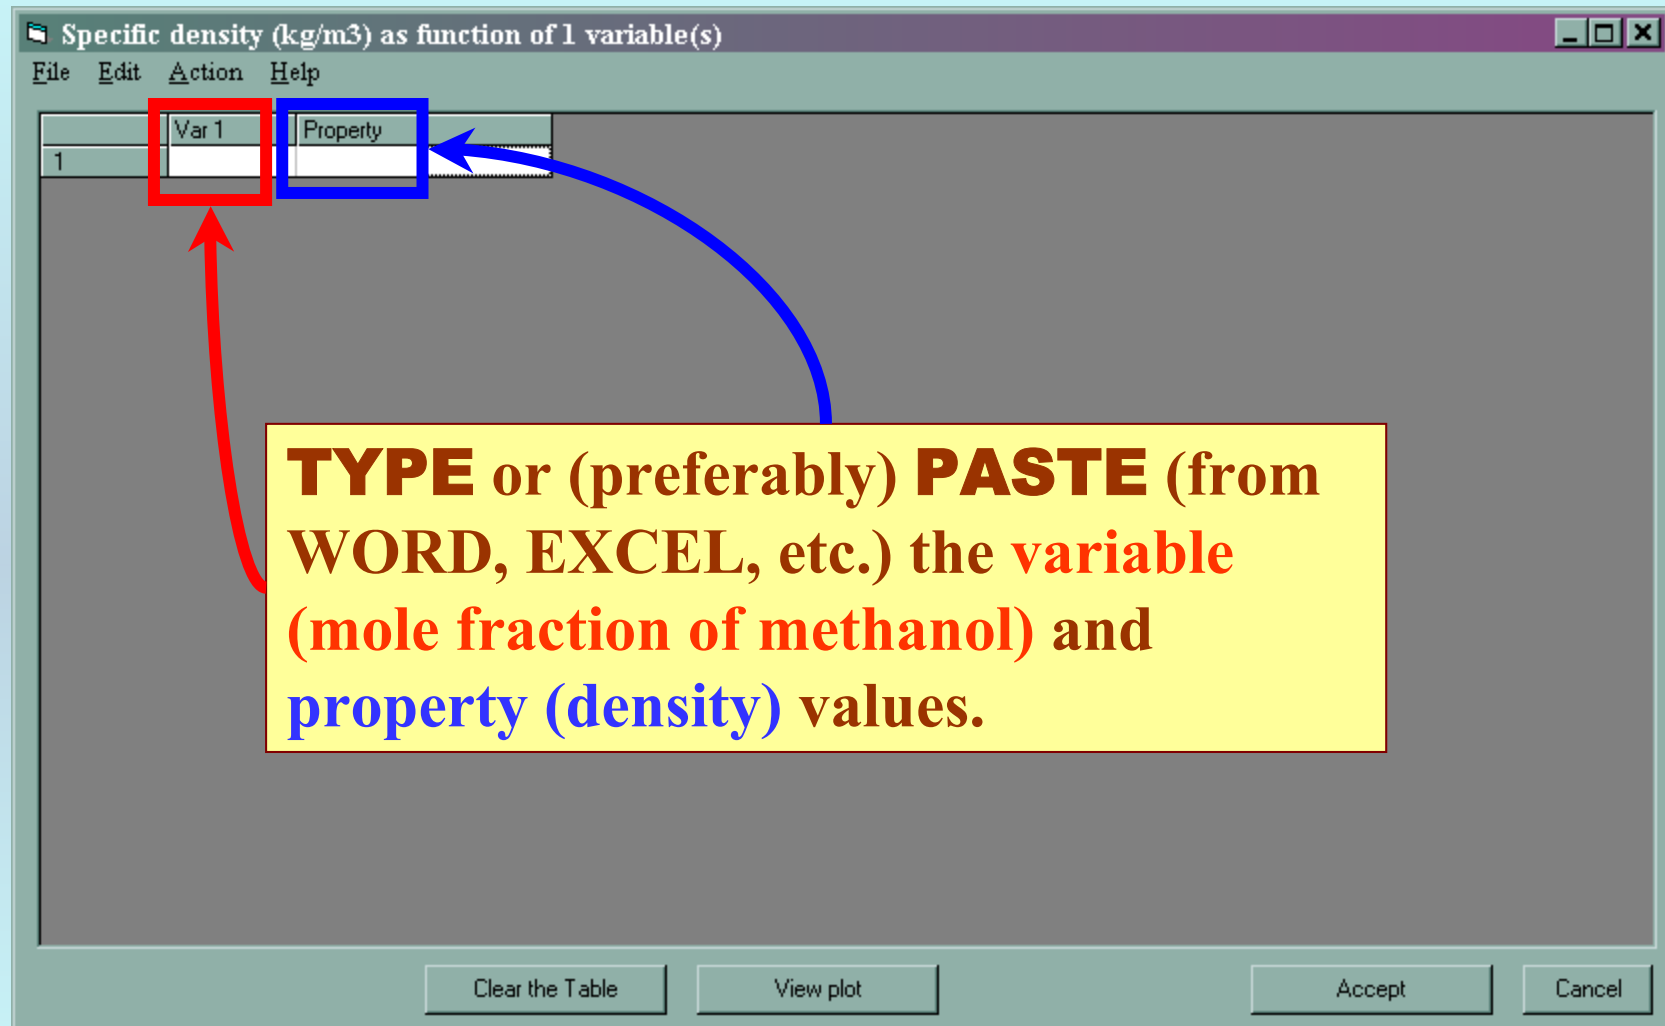 Specific density (kg/m3) as function of 1 variable(s)
File Edit Action Help
Var 1 Property
1
TYPE or (preferably) PASTE (from
WORD, EXCEL, etc.) the variable
(mole fraction of methanol) and
property (density) values.
Clear the Table View plot Accept Cancel